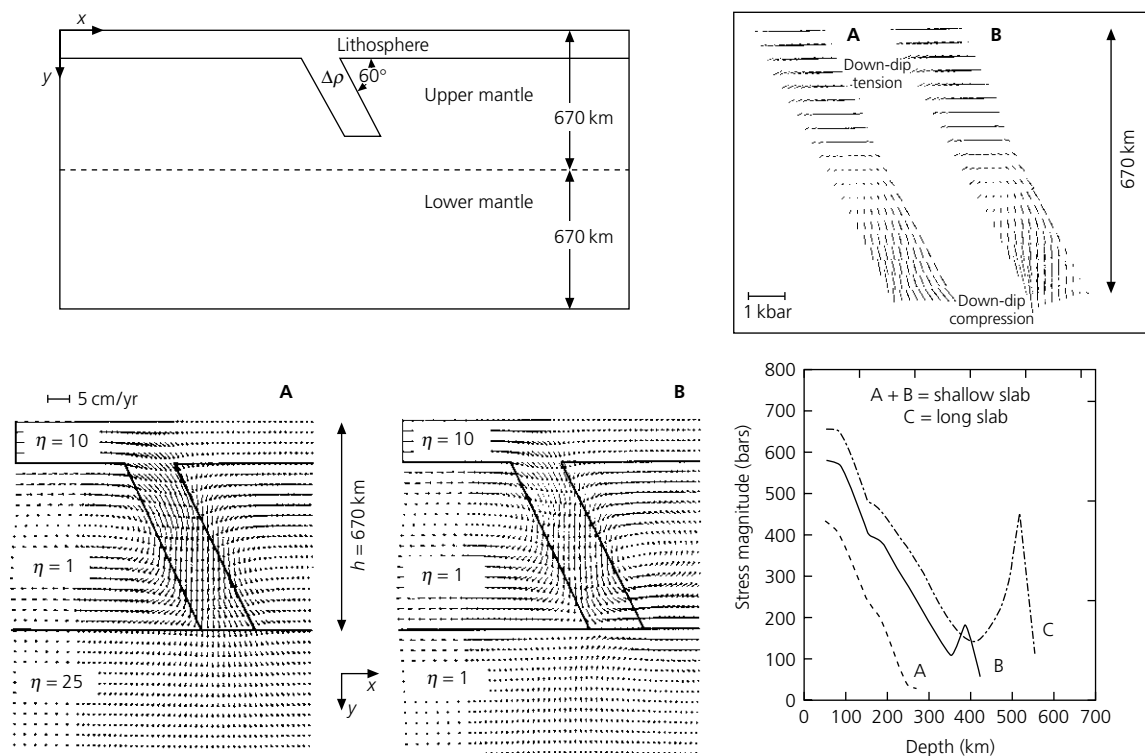 x
y
Lithosphere
Δρ
60°
Upper mantle
670 km
Lower mantle
670 km
A
B
Down-dip
tension
670 km
1 kbar
Down-dip
compression
5 cm/yr
A
η = 10
η = 1
η = 25
h = 670 km
x
y
B
η = 10
η = 1
η = 1
800
700
600
500
400
300
200
100
0
Stress magnitude (bars)
A + B = shallow slab
C = long slab
A
B
C
0 100 200 300 400 500 600 700
Depth (km)